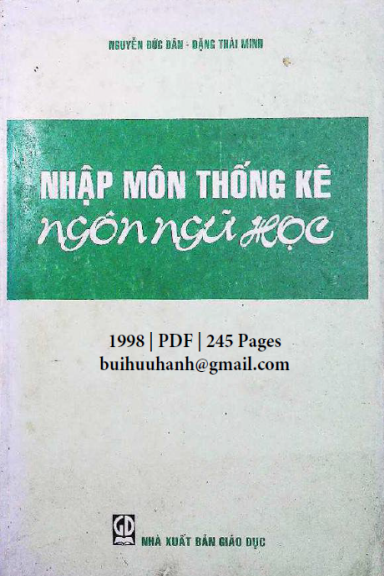 NGUYỄN ĐỨC DÂN - ĐẶNG THÁI MINH
NHẬP MÔN THỐNG KÊ
NGÔN NGỮ HỌC
1998 | PDF | 245 Pages
buihuuhanh@gmail.com
GD
NHÀ XUẤT BẢN GIÁO DỤC